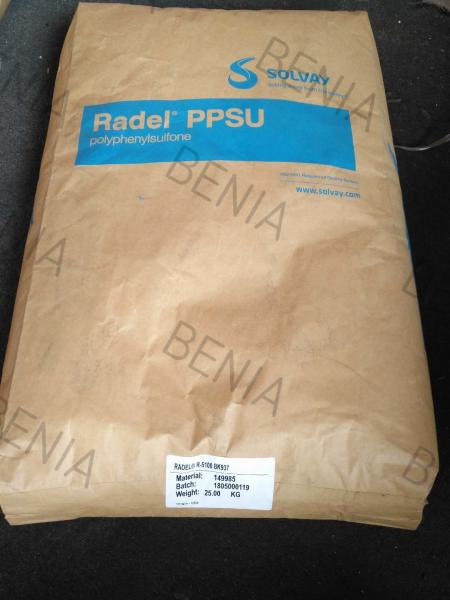 SOLVAY
Radel® PPSU
polyphenylsulfone
www.solvay.com
RADEL® R-5100 BK937
Material: 149985
Batch: 1805000119
Weight: 25.00 KG
BENIA
BENIA
BENIA
BENIA
BENIA
BENIA
BENIA